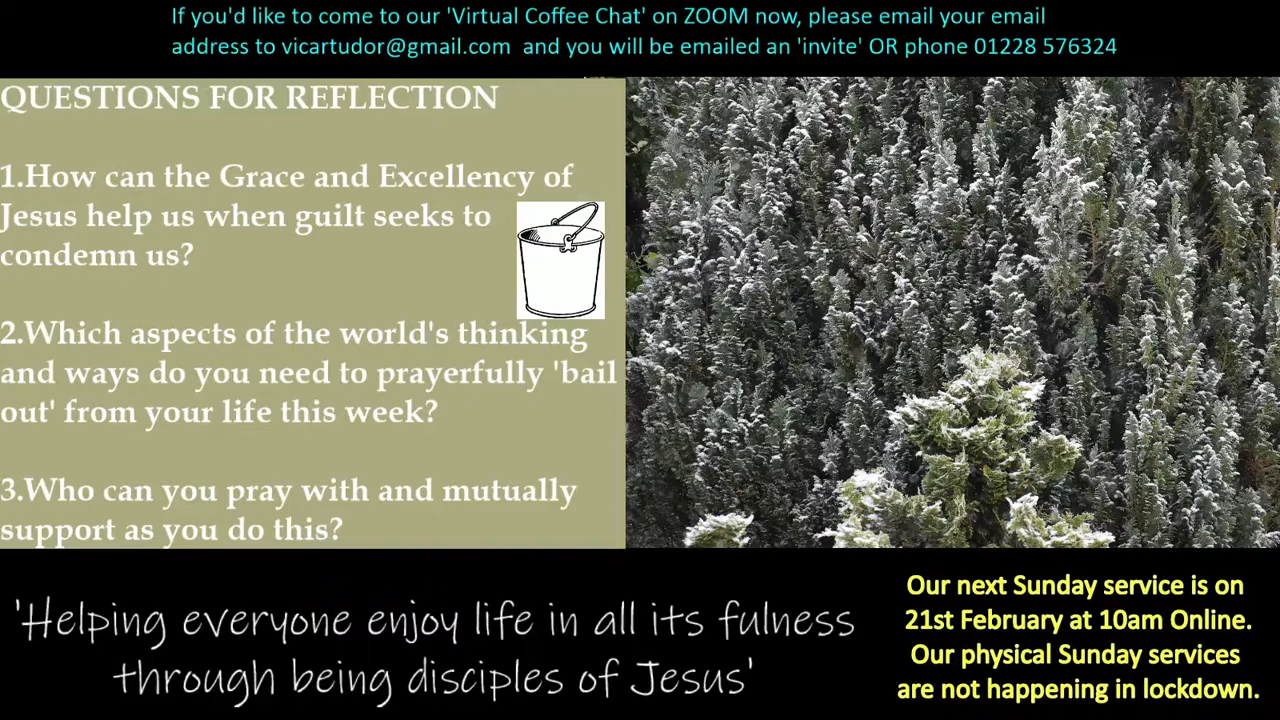 If you'd like to come to our 'Virtual Coffee Chat' on ZOOM now, please email your email
address to vicartudor@gmail.com and you will be emailed an 'invite' OR phone 01228 576324
QUESTIONS FOR REFLECTION
1.How can the Grace and Excellency of
Jesus help us when guilt seeks to
condemn us?
2.Which aspects of the world's thinking
and ways do you need to prayerfully 'bail
out' from your life this week?
3.Who can you pray with and mutually
support as you do this?
'Helping everyone enjoy life in all its fulness
through being disciples of Jesus'
Our next Sunday service is on
21st February at 10am Online.
Our physical Sunday services
are not happening in lockdown.